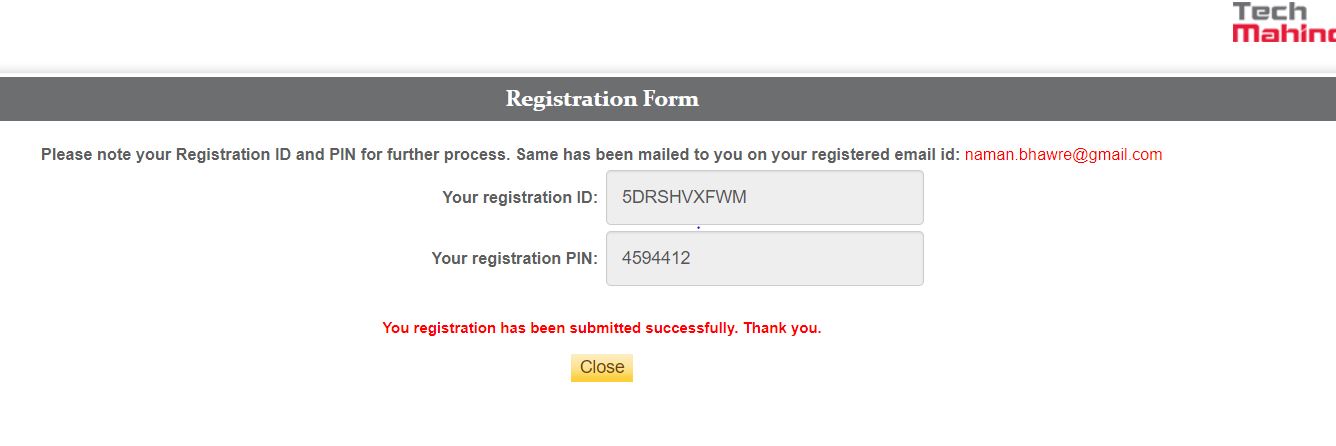 Tech
Mahind
Registration Form
Please note your Registration ID and PIN for further process. Same has been mailed to you on your registered email id: naman.bhawre@gmail.com
Your registration ID: 5DRSHVXFWM
Your registration PIN: 4594412
You registration has been submitted successfully. Thank you.
Close